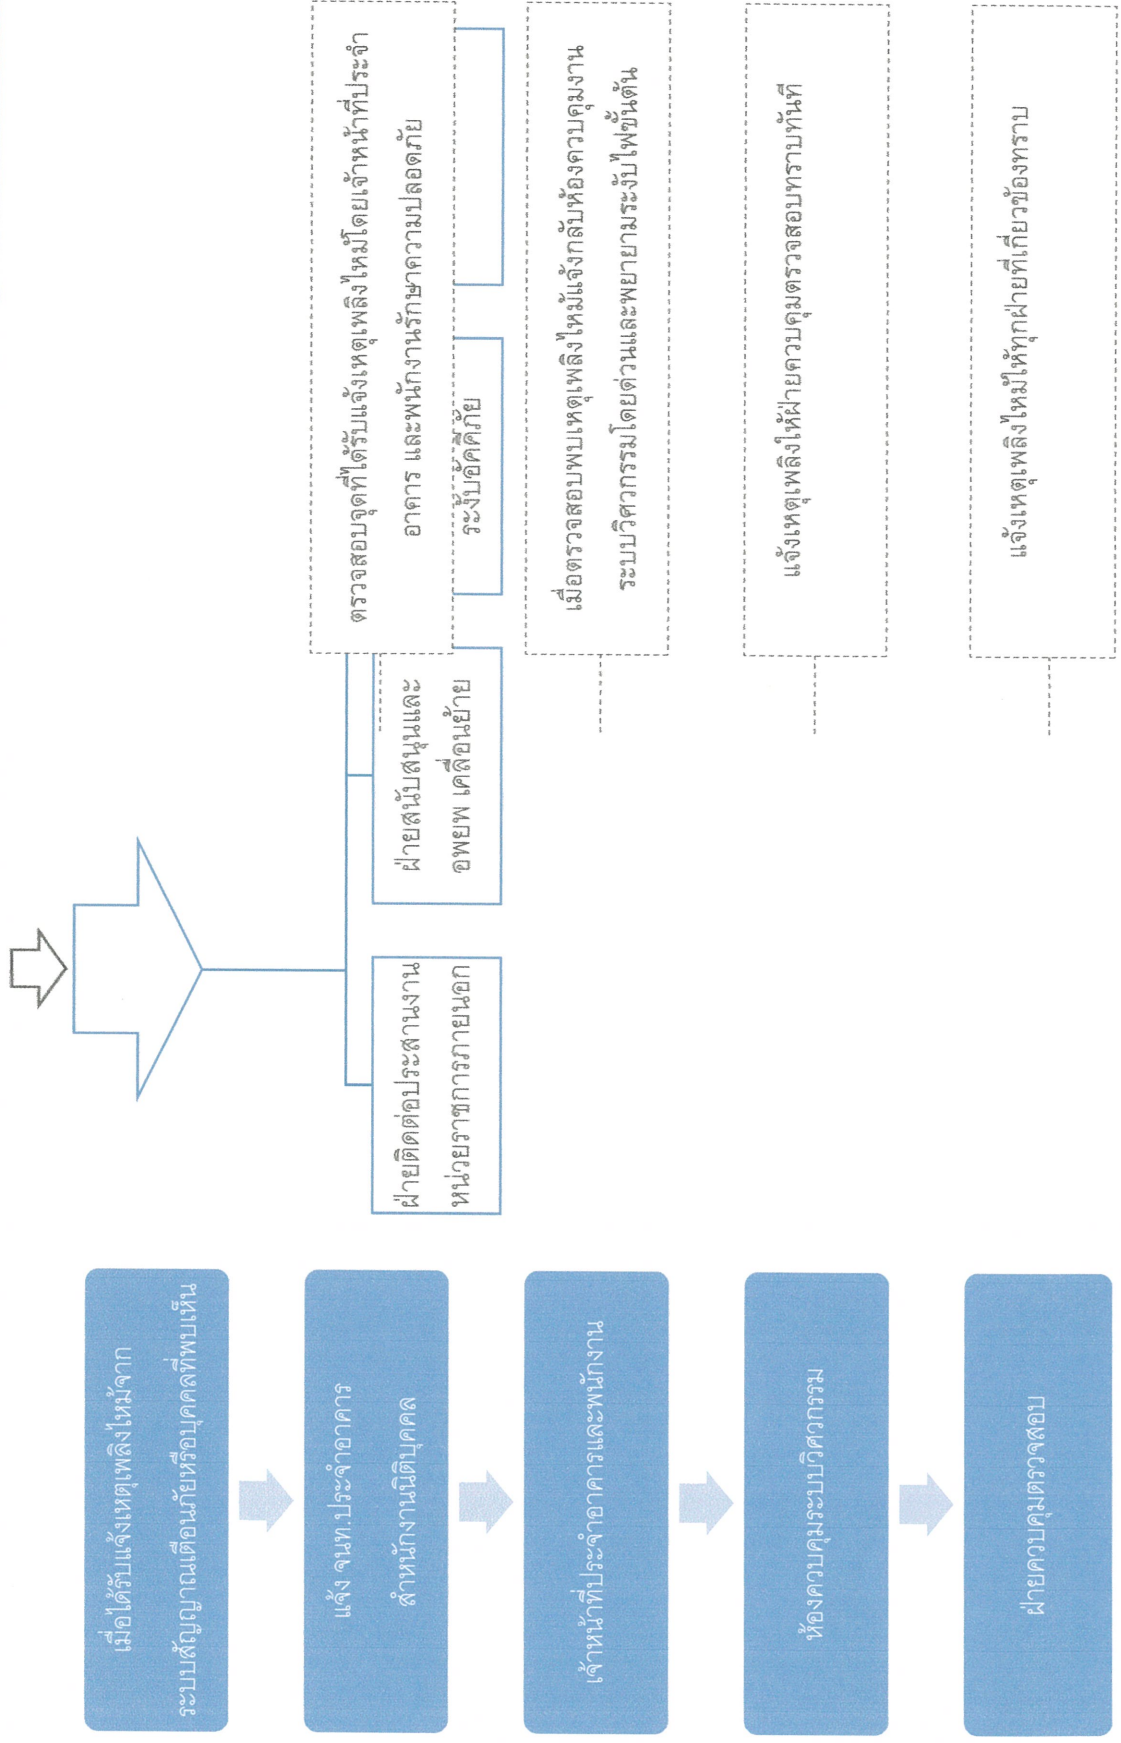 เมื่อได้รับแจ้งเหตุเพลิงไหม้จาก
ระบบสัญญาณเตือนภัยหรือบุคคลที่พบเห็น
แจ้ง จนท.ประจำอาคาร
สำหนักงานนิติบุคคล
เจ้าหน้าที่ประจำอาคารและพนักงาน
ห้องควบคุมระบบวิศวกรรม
ฝ่ายควบคุมตรวจสอบ
ฝ่ายติดต่อประสานงาน
หน่วยราชการภายนอก
ฝ่ายสนับสนุนและ
อพยพ เคลื่อนย้าย
ตรวจสอบจุดที่ได้รับแจ้งเหตุเพลิงไหม้โดยเจ้าหน้าที่ประจำ
อาคาร และพนักงานรักษาความปลอดภัย
ระงับอัคคีภัย
เมื่อตรวจสอบพบเหตุเพลิงไหม้แจ้งกลับห้องควบคุมงาน
ระบบวิศวกรรมโดยด่วนและพยายามระงับไฟขั้นต้น
แจ้งเหตุเพลิงให้ฝ่ายควบคุมตรวจสอบทราบทันที
แจ้งเหตุเพลิงไหม้ให้ทุกฝ่ายที่เกี่ยวข้องทราบ